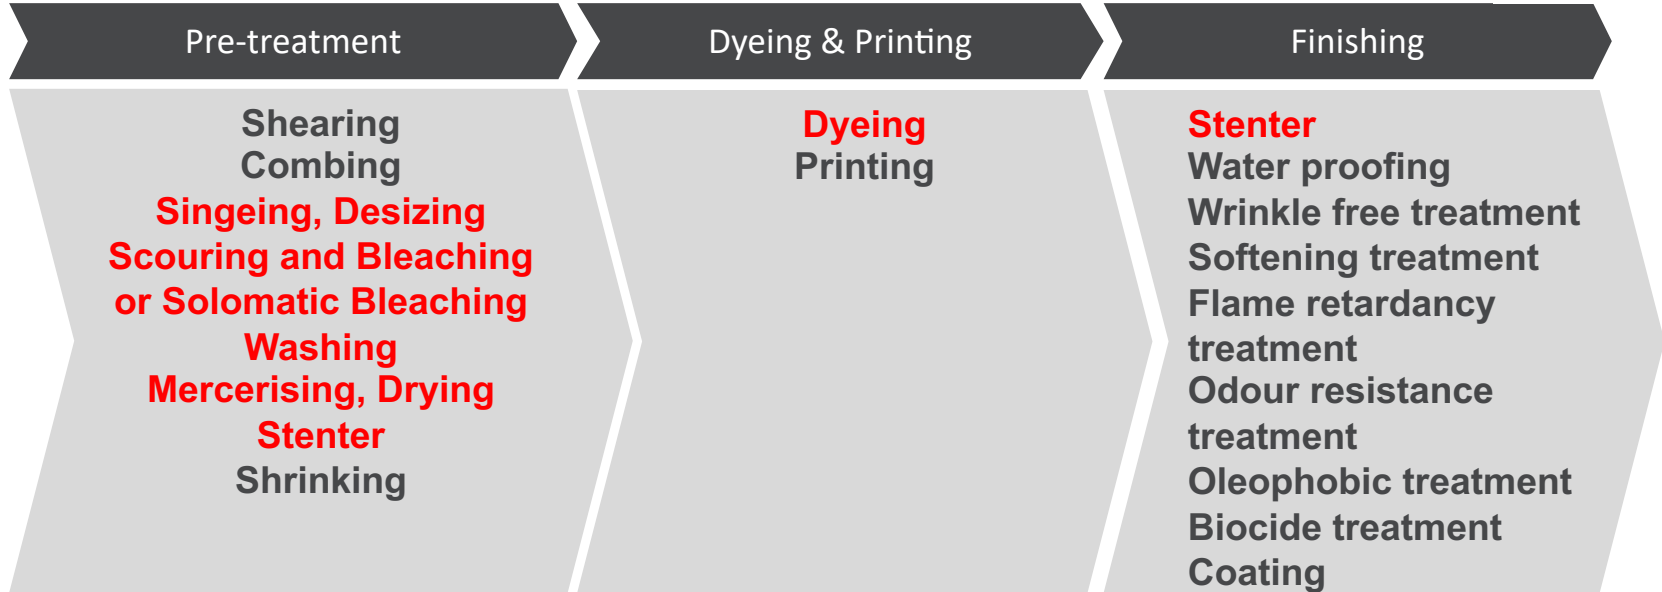 Pre-treatment
Shearing
Combing
Singeing, Desizing
Scouring and Bleaching
or Solomatic Bleaching
Washing
Mercerising, Drying
Stenter
Shrinking
Dyeing & Printing
Dyeing
Printing
Finishing
Stenter
Water proofing
Wrinkle free treatment
Softening treatment
Flame retardancy
treatment
Odour resistance
treatment
Oleophobic treatment
Biocide treatment
Coating